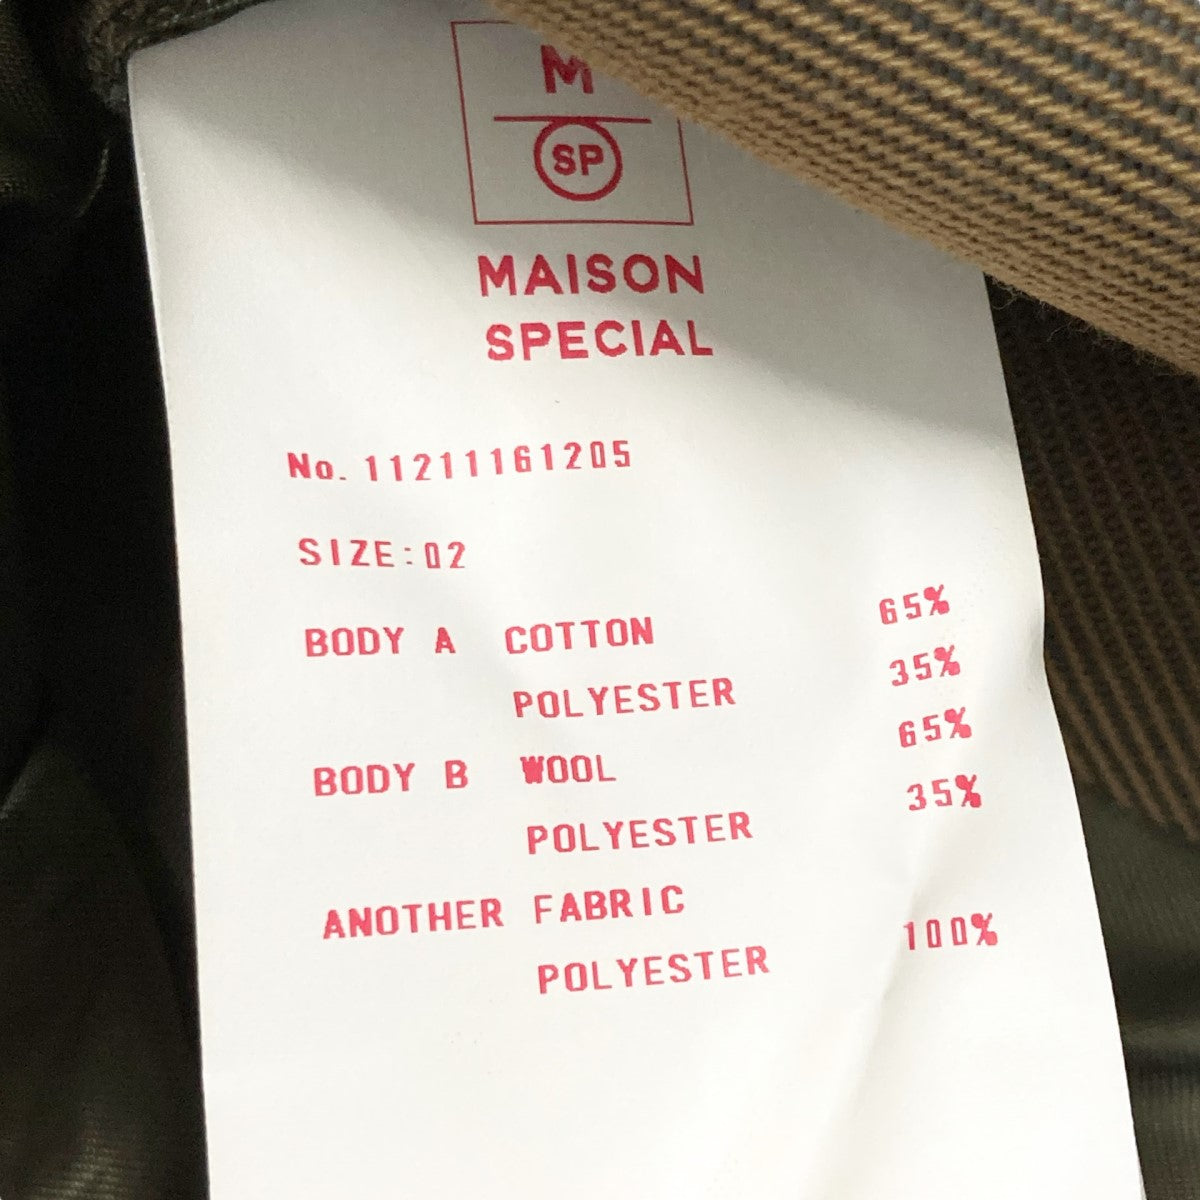 M
SP
MAISON
SPECIAL
No. 11211161205
SIZE:02
BODY A COTTON 65%
POLYESTER 35%
BODY B WOOL 65%
POLYESTER 35%
ANOTHER FABRIC
POLYESTER 100%